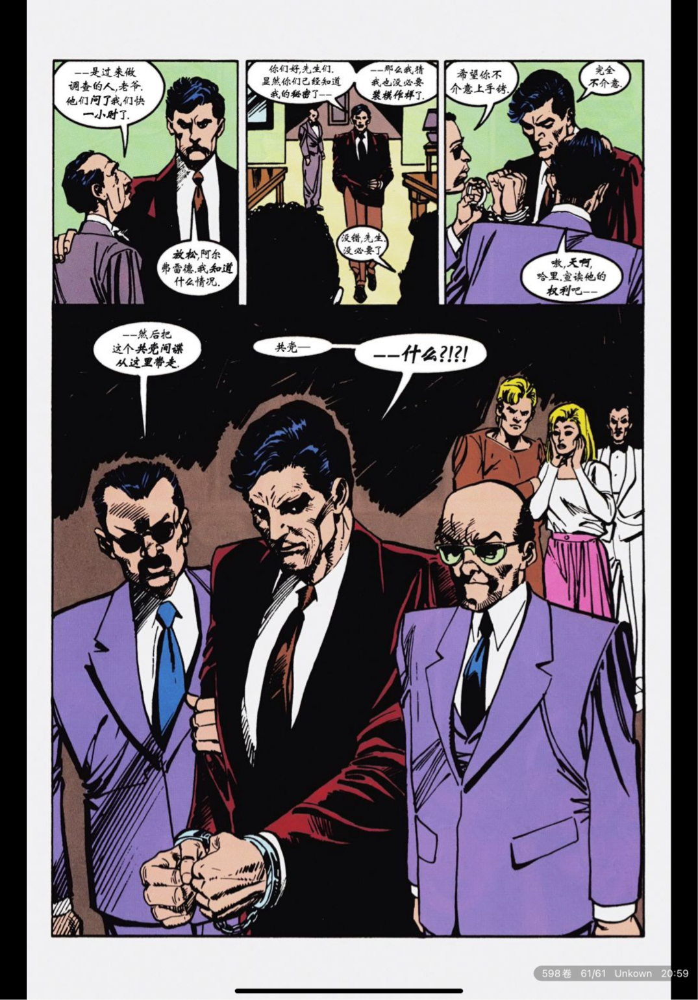 ——是过来做
调查的人,老爷.
他们问了我们快
一小时了.
放松,阿尔
弗雷德.我知道
什么情况.
你们好,先生们.
显然你们已经知道
我的秘密了——
——那么我猜
我也没必要
装模作样了.
没错,先生.
没必要了
希望你不
介意上手铐.
完全
不介意.
嗷,天啊,
哈里.宣读他的
权利吧——
——然后把
这个共党间谍
从这里带走.
共党—
——什么?!?!
598卷 61/61 Unkown 20:59